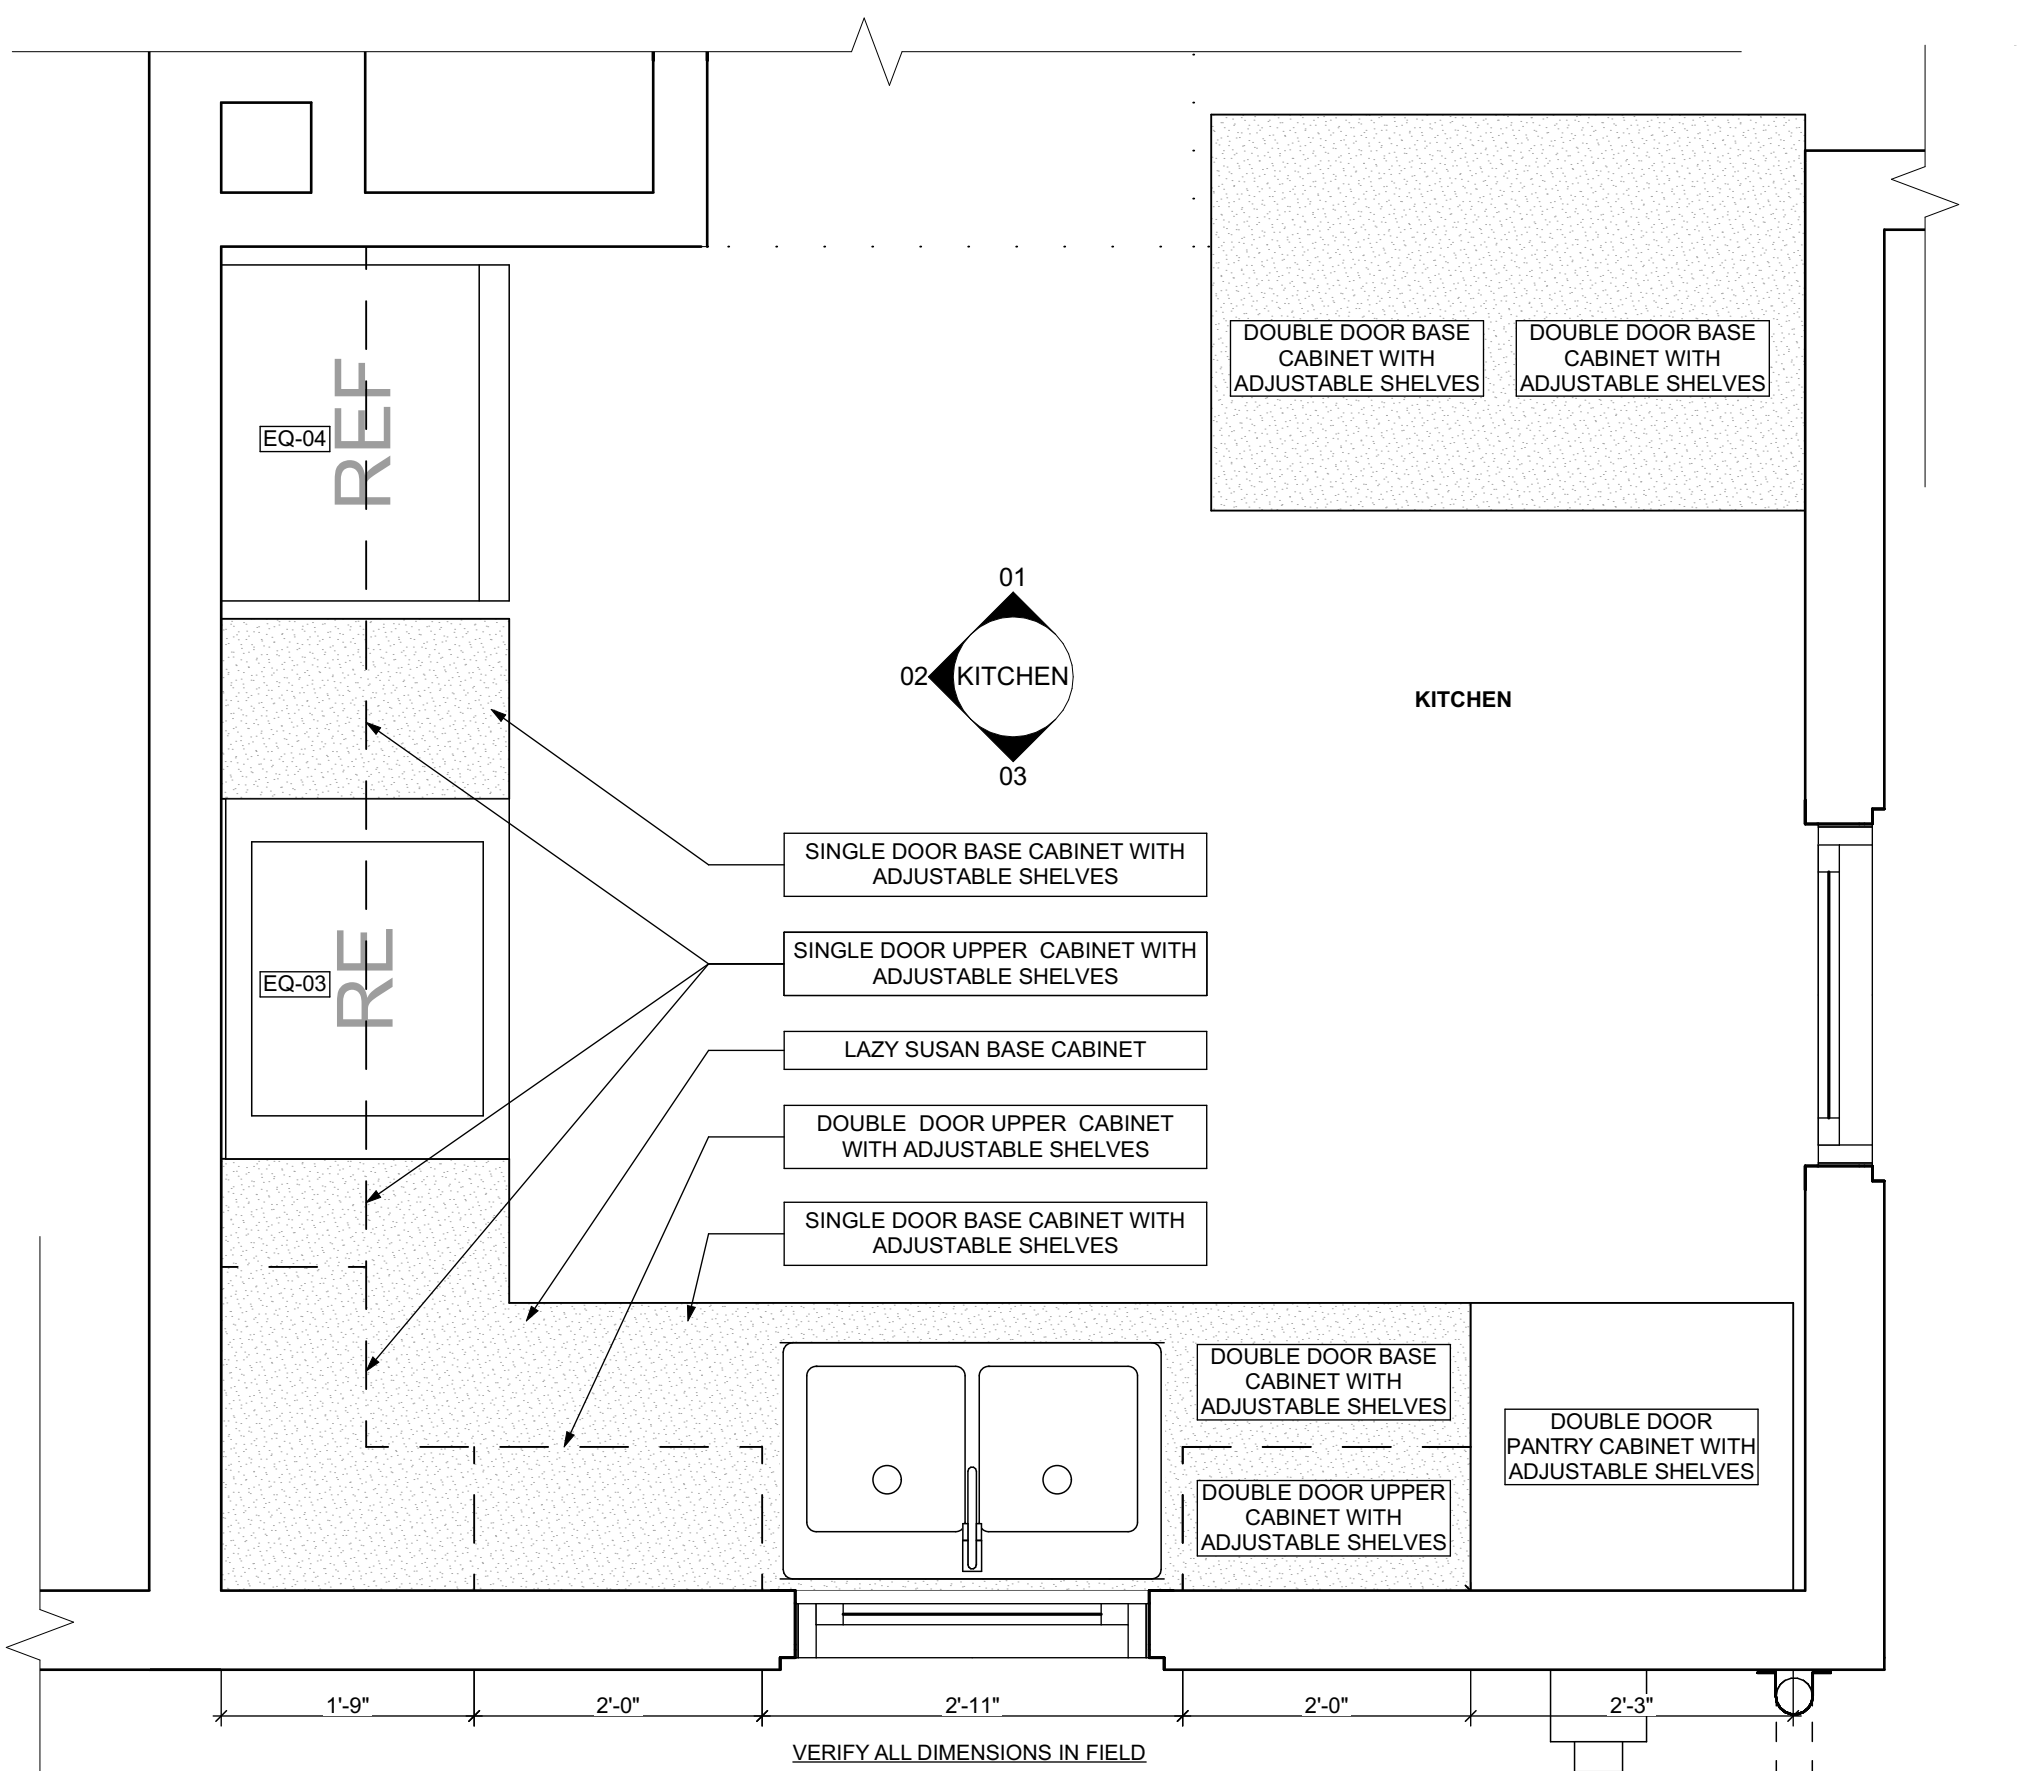 DOUBLE DOOR BASE
CABINET WITH
ADJUSTABLE SHELVES
DOUBLE DOOR BASE
CABINET WITH
ADJUSTABLE SHELVES
REF
EQ-04
01
02
KITCHEN
03
KITCHEN
SINGLE DOOR BASE CABINET WITH
ADJUSTABLE SHELVES
SINGLE DOOR UPPER  CABINET WITH
ADJUSTABLE SHELVES
EQ-03
RE
LAZY SUSAN BASE CABINET
DOUBLE  DOOR UPPER  CABINET
WITH ADJUSTABLE SHELVES
SINGLE DOOR BASE CABINET WITH
ADJUSTABLE SHELVES
DOUBLE DOOR BASE
CABINET WITH
ADJUSTABLE SHELVES
DOUBLE DOOR
PANTRY CABINET WITH
ADJUSTABLE SHELVES
DOUBLE DOOR UPPER
CABINET WITH
ADJUSTABLE SHELVES
1'-9"
2'-0"
2'-11"
2'-0"
2'-3"
VERIFY ALL DIMENSIONS IN FIELD